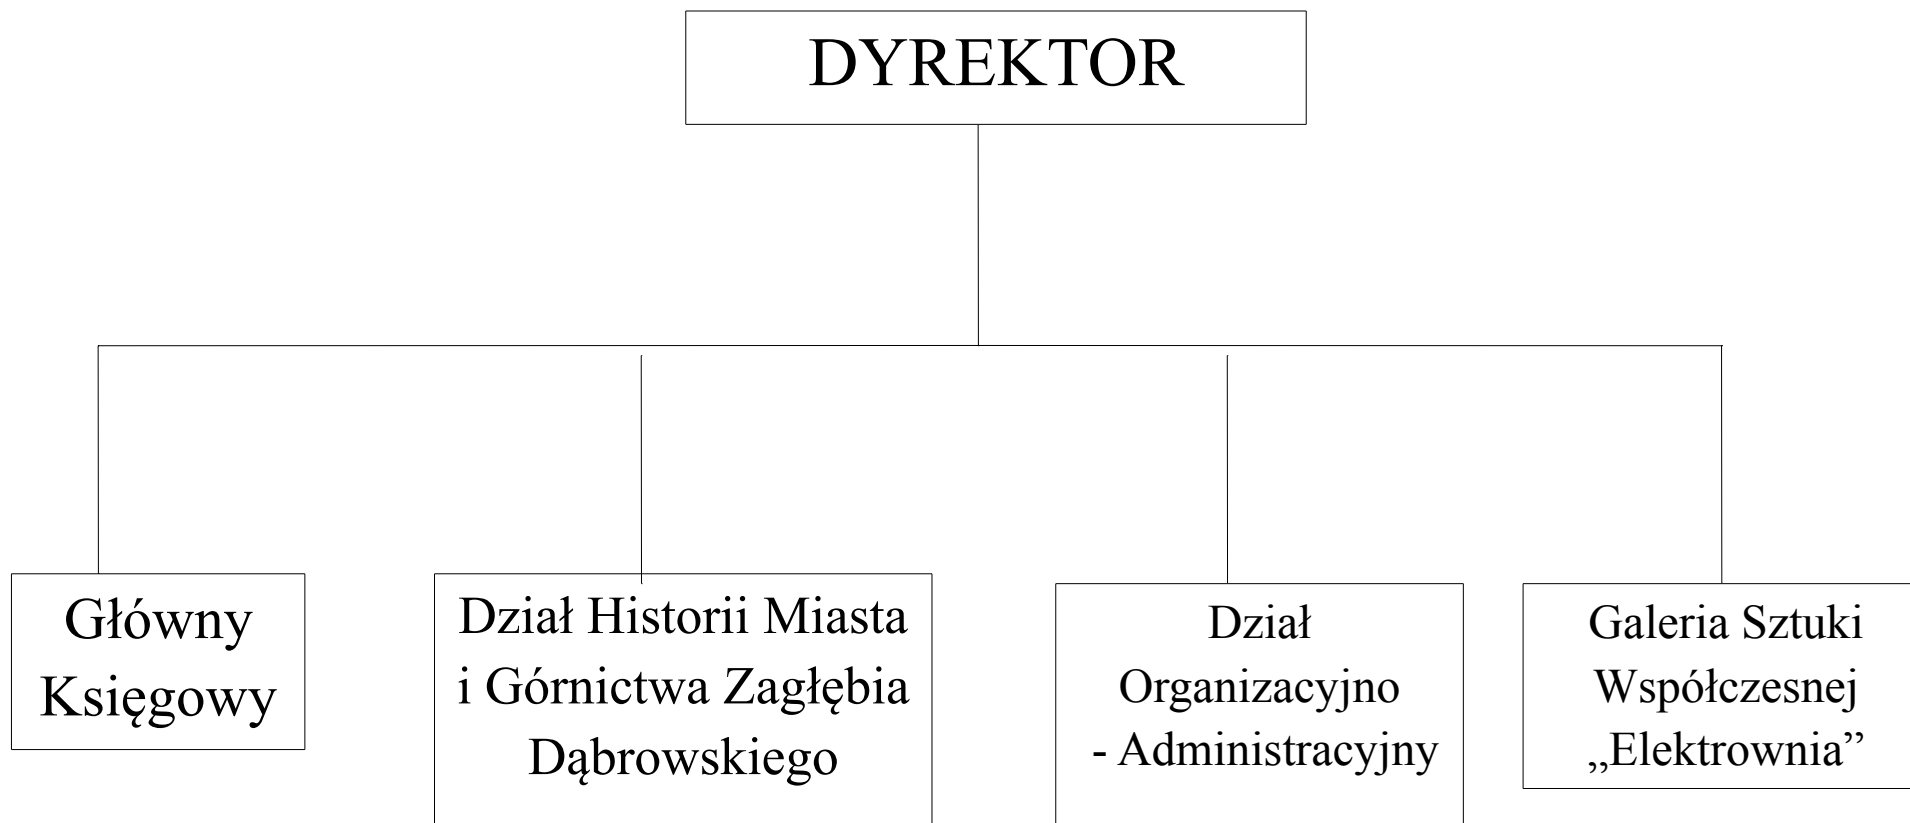 DYREKTOR
Główny
Księgowy
Dział Historii Miasta
i Górnictwa Zagłębia
Dąbrowskiego
Dział
Organizacyjno
- Administracyjny
Galeria Sztuki
Współczesnej
„Elektrownia”